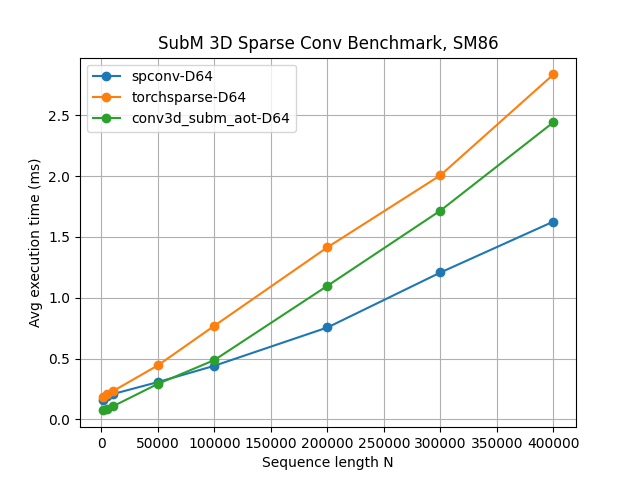 SubM 3D Sparse Conv Benchmark, SM86
spconv-D64
torchsparse-D64
conv3d_subm_aot-D64
Avg execution time (ms)
2.5
2.0
1.5
1.0
0.5
0.0
0 50000 100000 150000 200000 250000 300000 350000 400000
Sequence length N